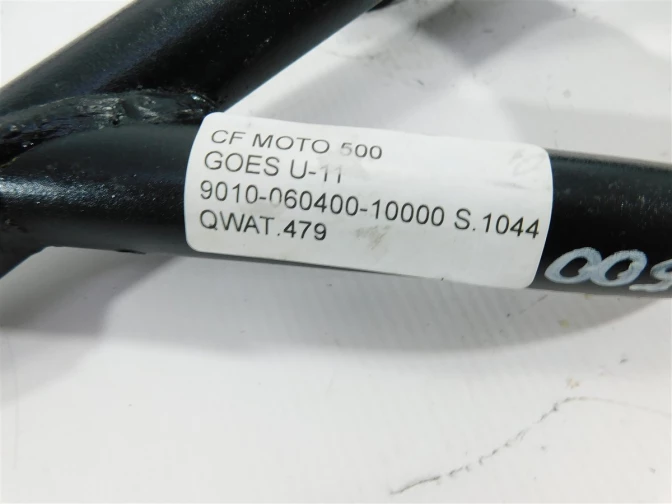 CF MOTO 500
GOES U-11
9010-060400-10000 S.1044
QWAT.479
500